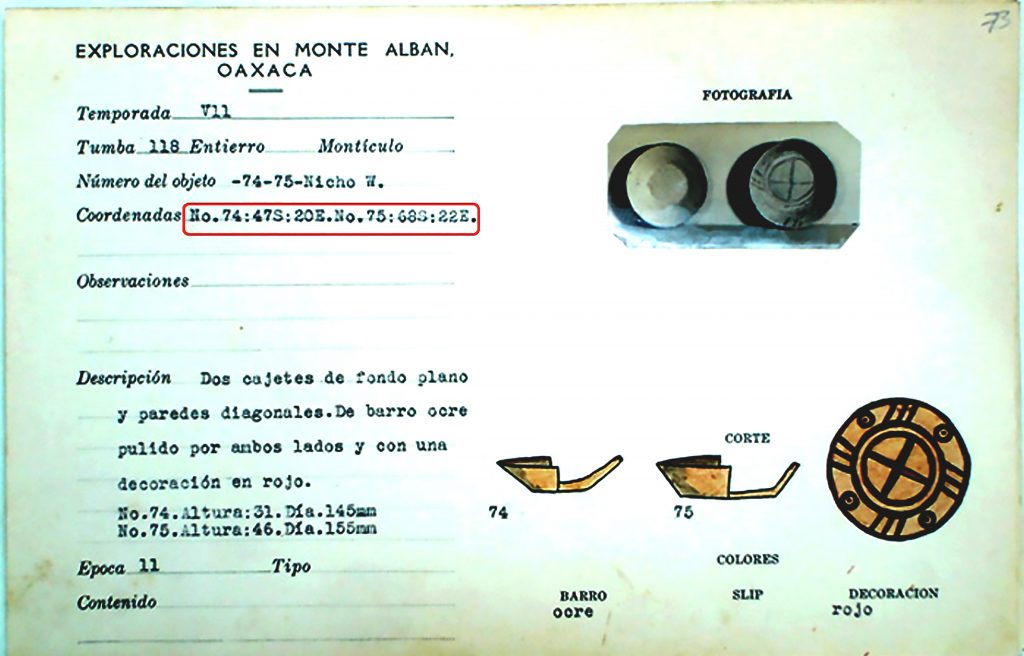 73
EXPLORACIONES EN MONTE ALBAN,
OAXACA
Temporada V11
Tumba 118 Entierro Montículo
Número del objeto -74-75-Nicho W.
Coordenadas No.74:47S:20E.No.75:68S:22E.
Observaciones
Descripción Dos cajetes de fondo plano
y paredes diagonales.De barro ocre
pulido por ambos lados y con una
decoración en rojo.
No.74.Altura:31.Día.145mm
No.75.Altura:46.Día.155mm
Epoca 11 Tipo
Contenido
FOTOGRAFIA
CORTE
74 75
COLORES
BARRO SLIP DECORACION
ocre rojo